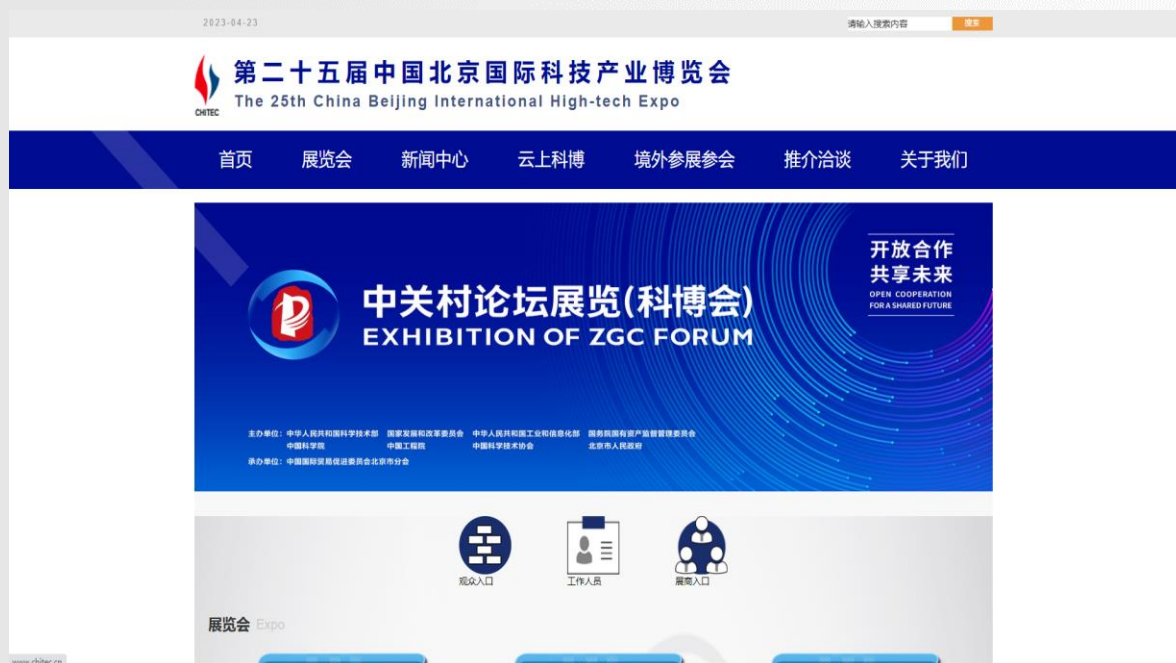 2023-04-23
请输入搜索内容
搜索
第二十五届中国北京国际科技产业博览会
The 25th China Beijing International High-tech Expo
CHITEC
首页 展览会 新闻中心 云上科博 境外参展参会 推介洽谈 关于我们
开放合作
共享未来
OPEN COOPERATION
FOR A SHARED FUTURE
中关村论坛展览(科博会)
EXHIBITION OF ZGC FORUM
主办单位：中华人民共和国科学技术部 国家发展和改革委员会 中华人民共和国工业和信息化部 国务院国有资产监督管理委员会
中国科学院 中国工程院 中国科学技术协会 北京市人民政府
承办单位：中国国际贸易促进委员会北京市分会
观众入口 工作人员 展商入口
展览会 Expo
www.chitec.cn